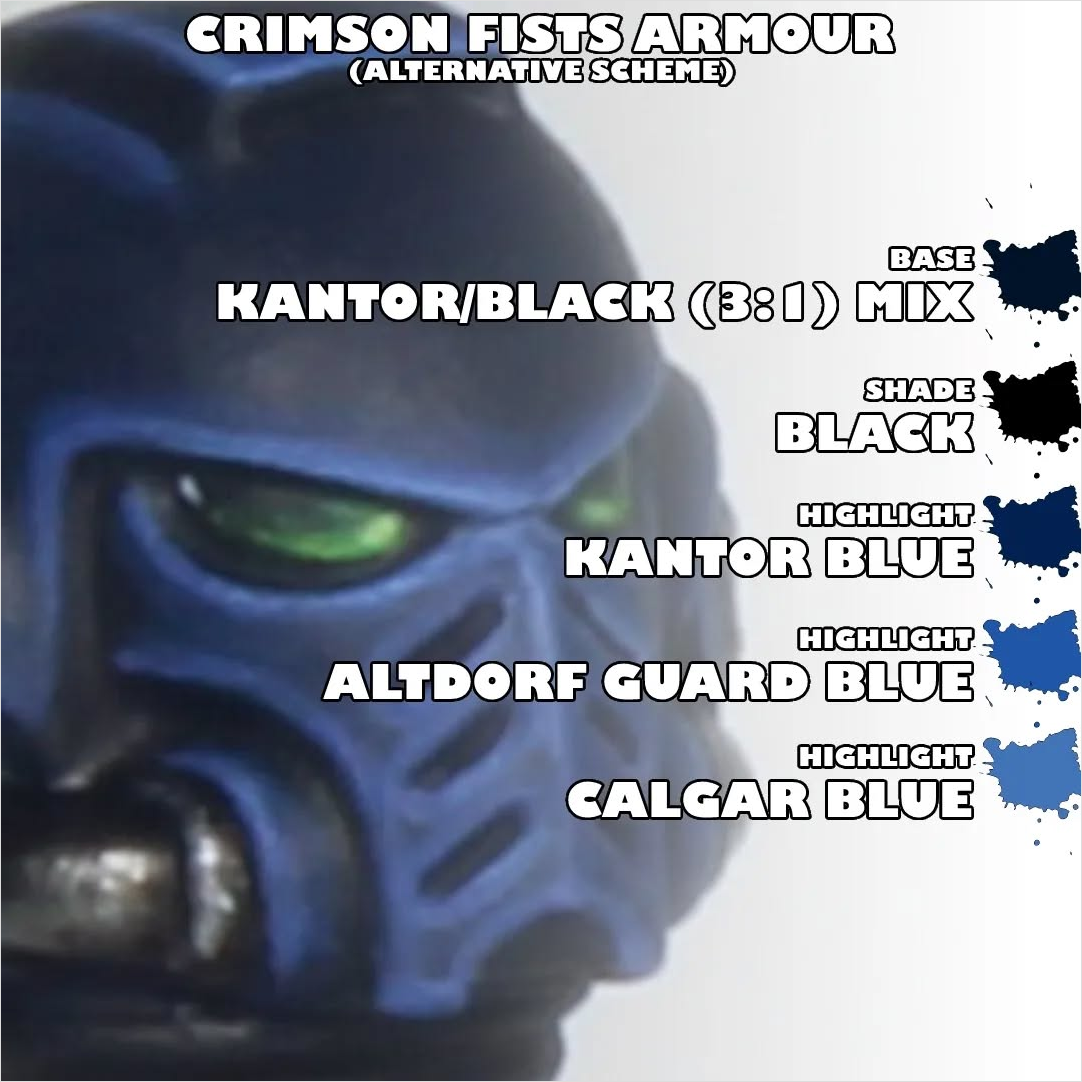 CRIMSON FISTS ARMOUR
(ALTERNATIVE SCHEME)
BASE
KANTOR/BLACK (3:1) MIX
SHADE
BLACK
HIGHLIGHT
KANTOR BLUE
HIGHLIGHT
ALTDORF GUARD BLUE
HIGHLIGHT
CALGAR BLUE